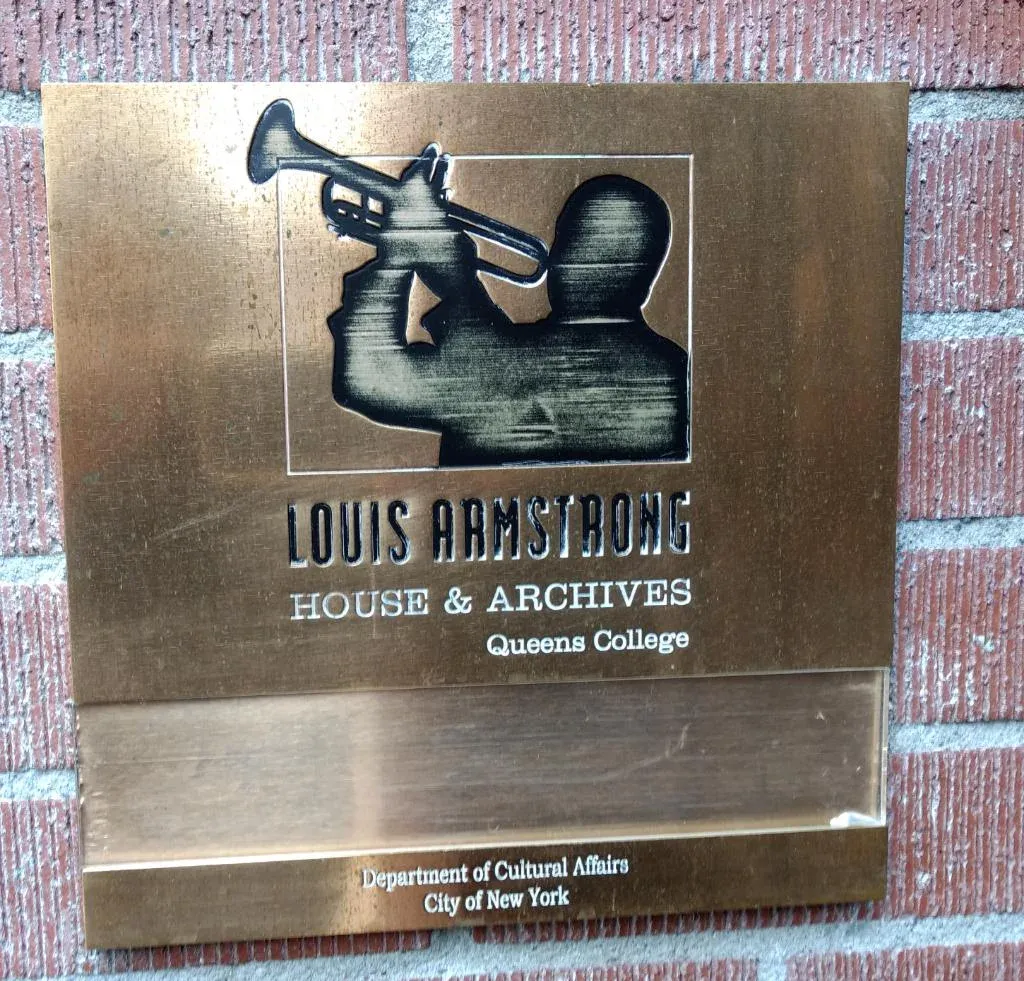 LOUIS ARMSTRONG
HOUSE & ARCHIVES
Queens College
Department of Cultural Affairs
City of New York